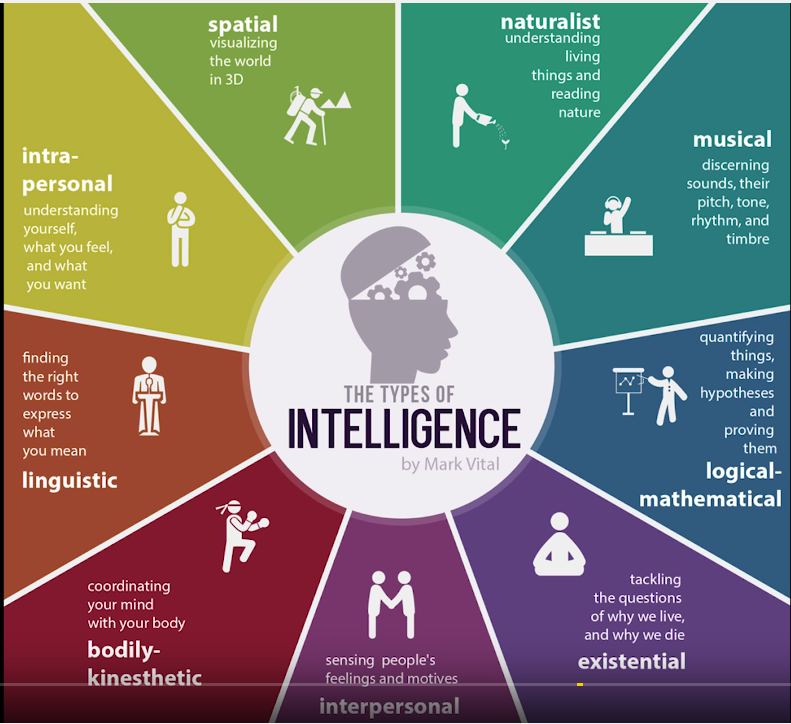 spatial
visualizing
the world
in 3D
naturalist
understanding
living
things and
reading
nature
musical
discerning
sounds, their
pitch, tone,
rhythm, and
timbre
intra-
personal
understanding
yourself,
what you feel,
and what
you want
THE TYPES OF
INTELLIGENCE
by Mark Vital
quantifying
things,
making
hypotheses
and
proving
them
logical-
mathematical
finding
the right
words to
express
what
you mean
linguistic
coordinating
your mind
with your body
bodily-
kinesthetic
sensing people's
feelings and motives
interpersonal
tackling
the questions
of why we live,
and why we die
existential